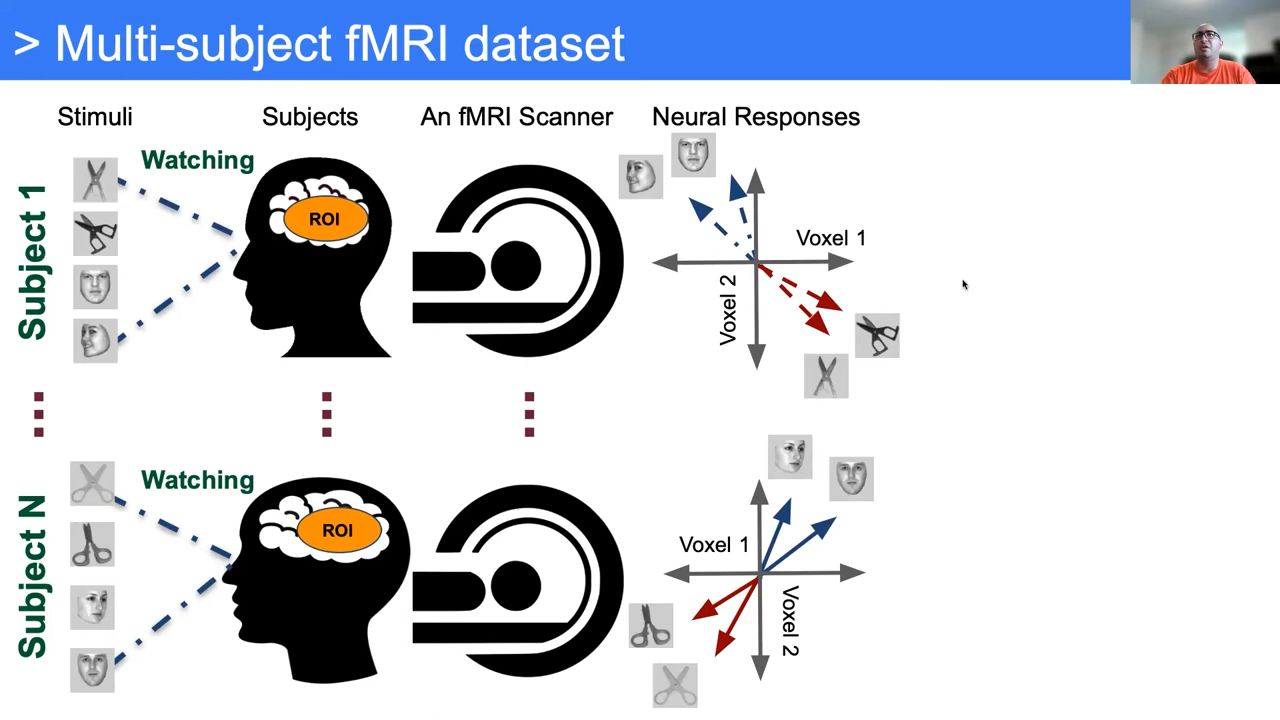 > Multi-subject fMRI dataset
Stimuli
Subjects
An fMRI Scanner
Neural Responses
Subject 1
Watching
ROI
Voxel 1
Voxel 2
Subject N
Watching
ROI
Voxel 1
Voxel 2